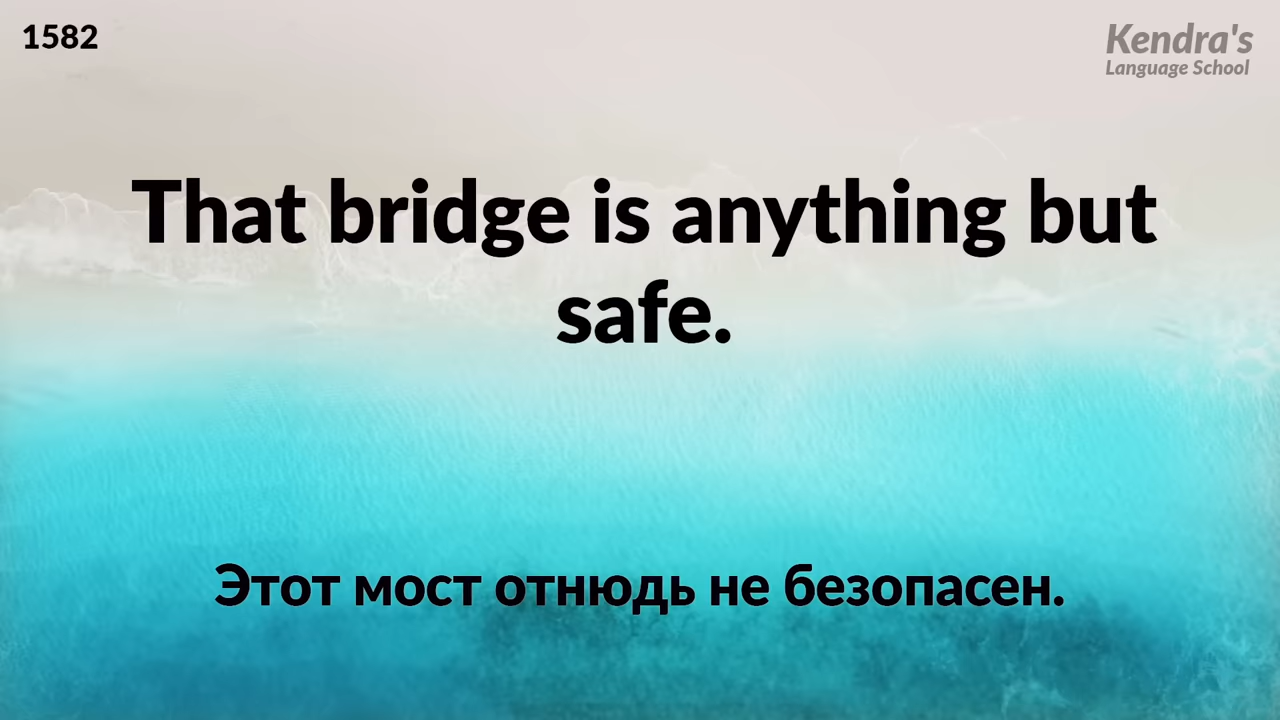 1582
Kendra's
Language School
That bridge is anything but
safe.
Этот мост отнюдь не безопасен.